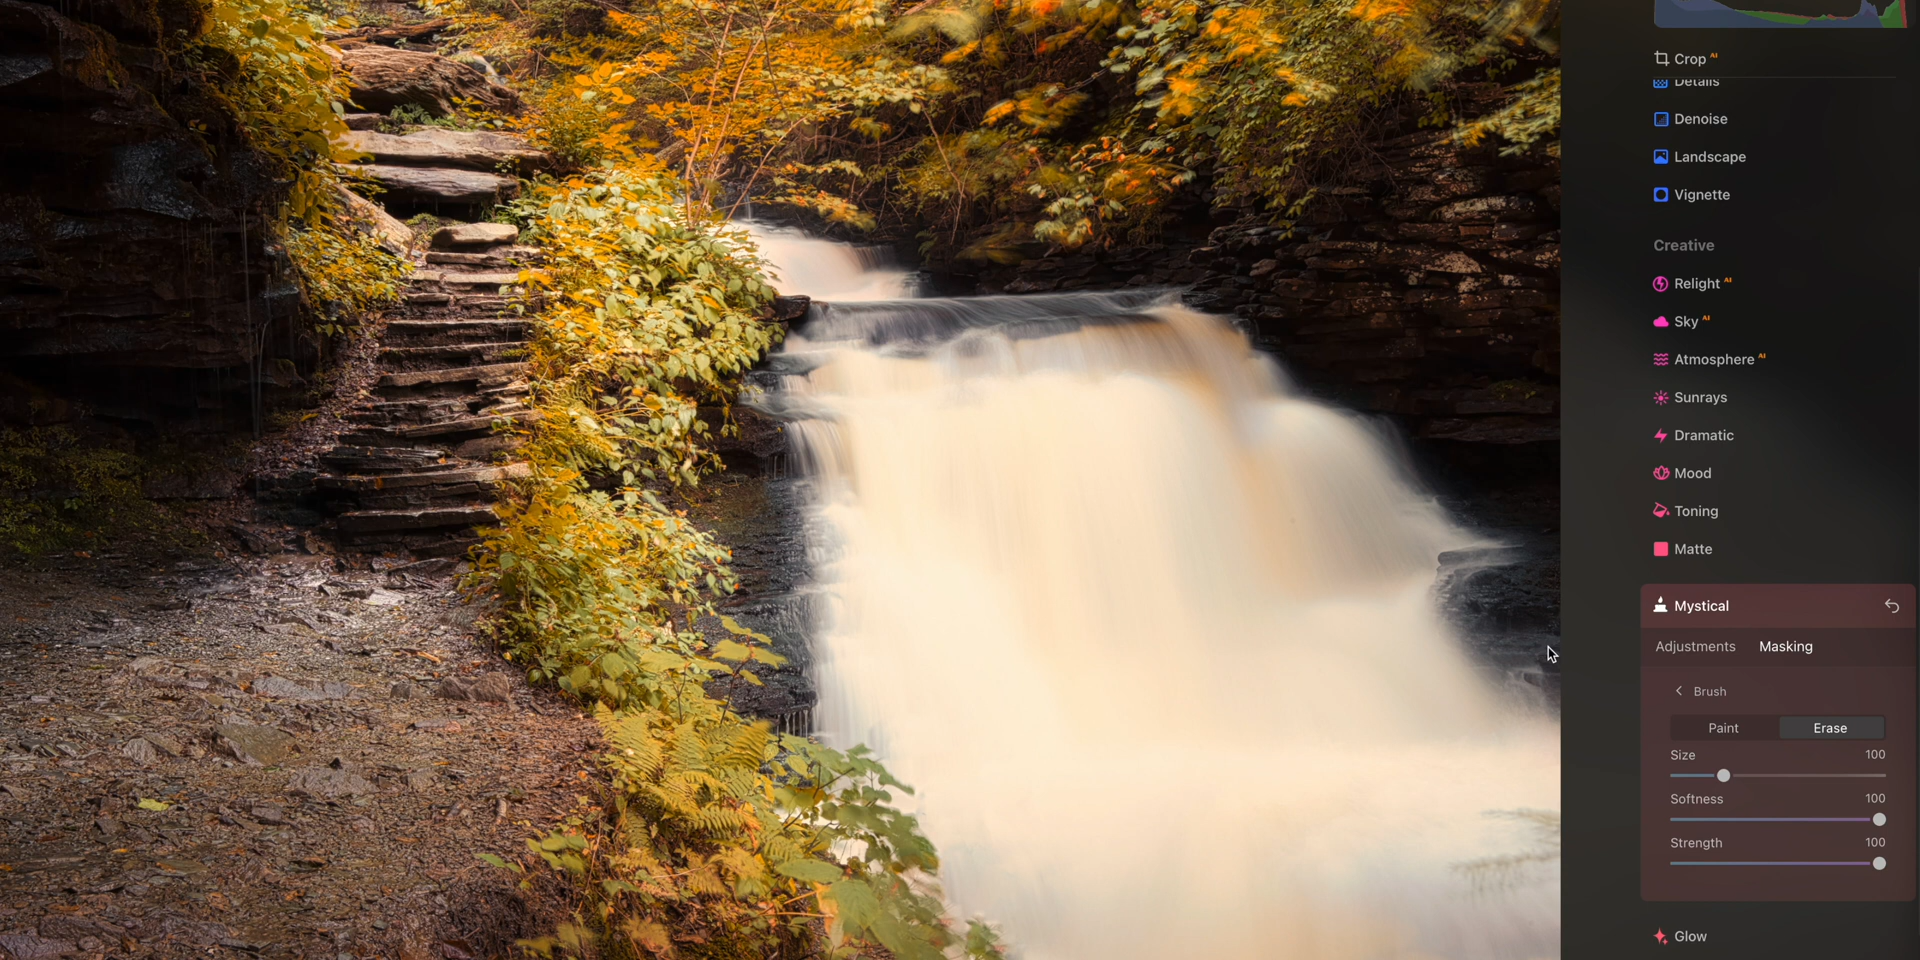 Crop AI
Details
Denoise
Landscape
Vignette
Creative
Relight AI
Sky AI
Atmosphere AI
Sunrays
Dramatic
Mood
Toning
Matte
Mystical
Adjustments Masking
Brush
Paint Erase
Size 100
Softness 100
Strength 100
Glow